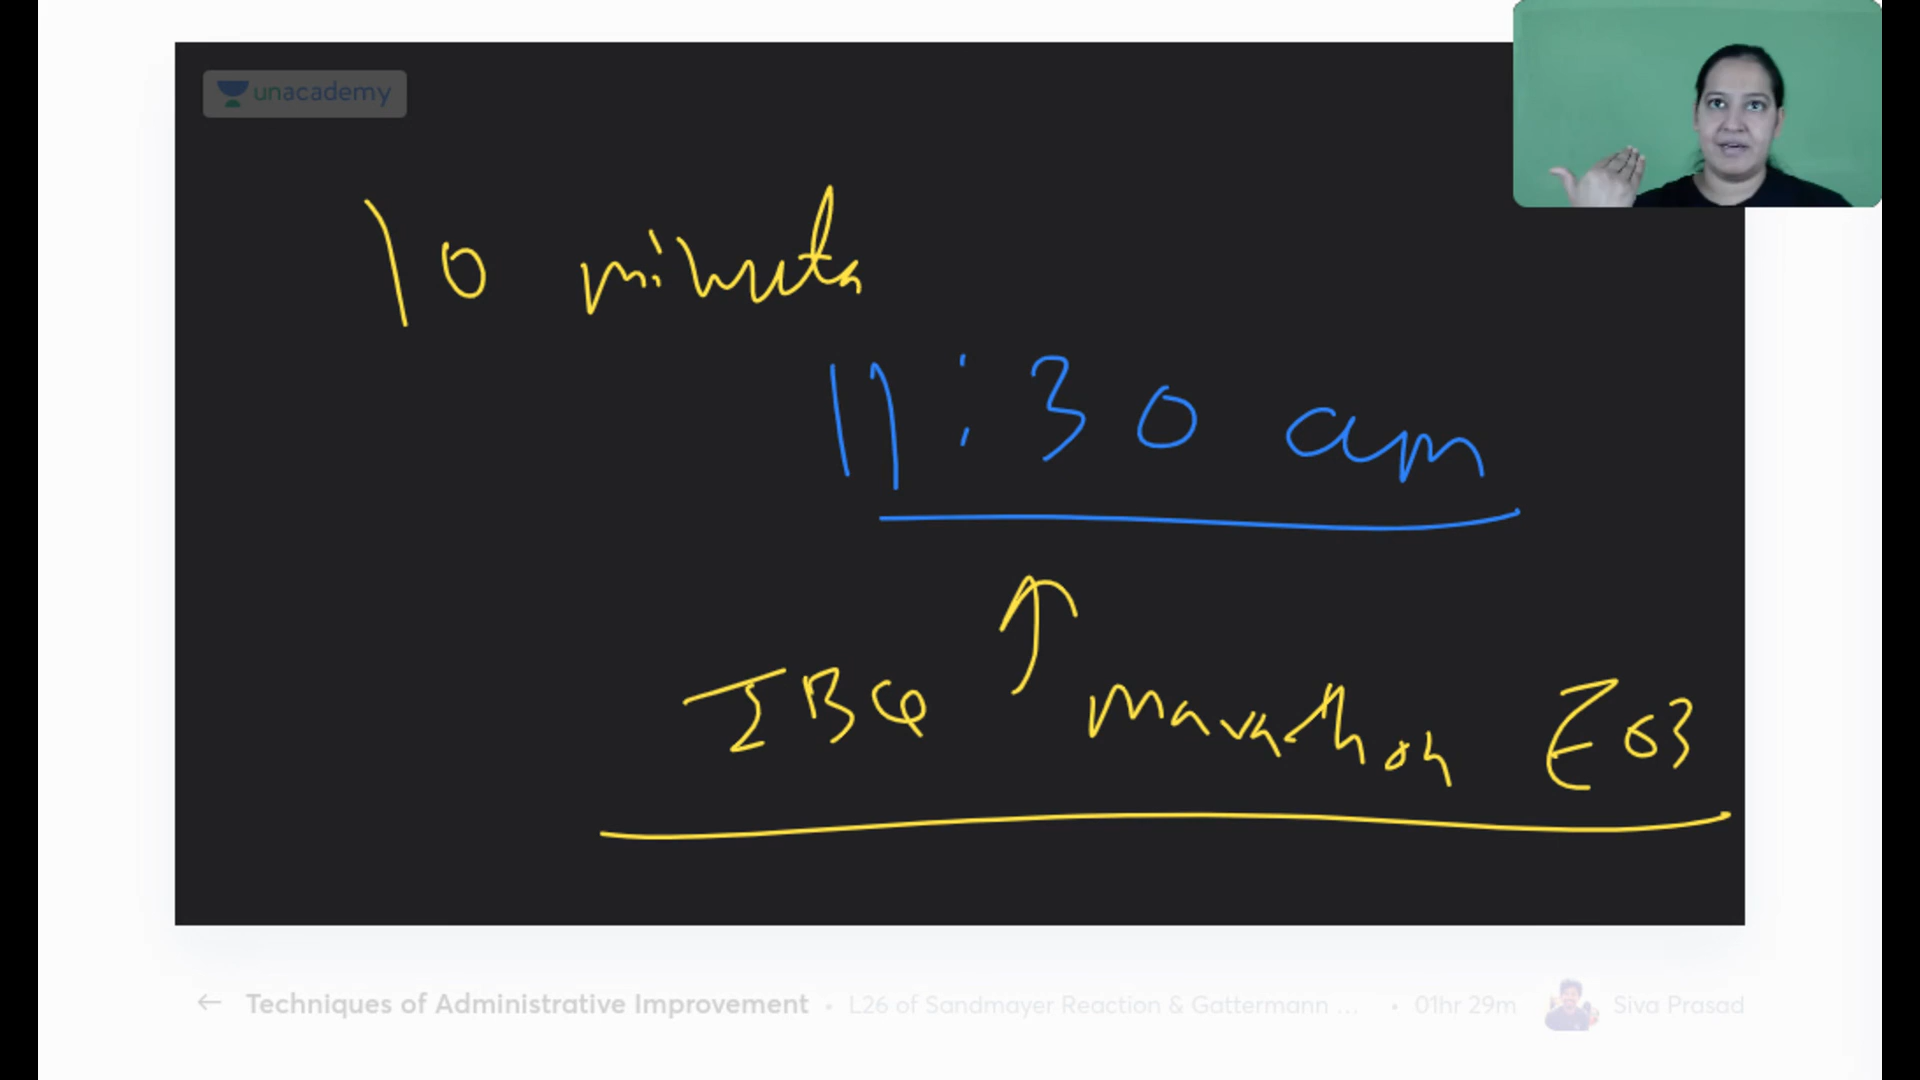 unacademy
10 minutes
11:30 am
IBQ marathon E03
Techniques of Administrative Improvement • L26 of Sandmayer Reaction & Gattermann ... • 01hr 29m Siva Prasad